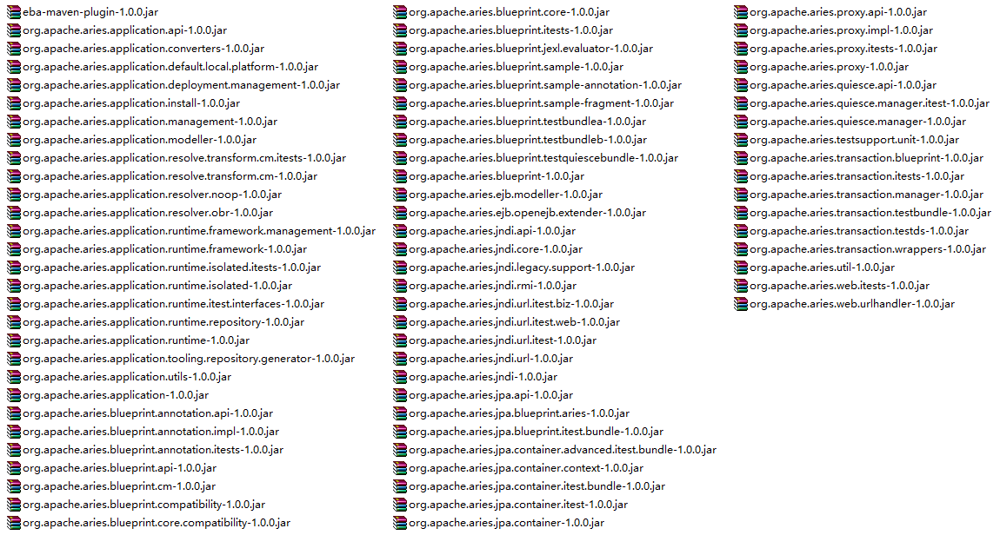 eba-maven-plugin-1.0.0.jar
org.apache.aries.application.api-1.0.0.jar
org.apache.aries.application.converters-1.0.0.jar
org.apache.aries.application.default.local.platform-1.0.0.jar
org.apache.aries.application.deployment.management-1.0.0.jar
org.apache.aries.application.install-1.0.0.jar
org.apache.aries.application.management-1.0.0.jar
org.apache.aries.application.modeller-1.0.0.jar
org.apache.aries.application.resolve.transform.cm.itests-1.0.0.jar
org.apache.aries.application.resolve.transform.cm-1.0.0.jar
org.apache.aries.application.resolver.noop-1.0.0.jar
org.apache.aries.application.resolver.obr-1.0.0.jar
org.apache.aries.application.runtime.framework.management-1.0.0.jar
org.apache.aries.application.runtime.framework-1.0.0.jar
org.apache.aries.application.runtime.isolated.itests-1.0.0.jar
org.apache.aries.application.runtime.isolated-1.0.0.jar
org.apache.aries.application.runtime.itest.interfaces-1.0.0.jar
org.apache.aries.application.runtime.repository-1.0.0.jar
org.apache.aries.application.runtime-1.0.0.jar
org.apache.aries.application.tooling.repository.generator-1.0.0.jar
org.apache.aries.application.utils-1.0.0.jar
org.apache.aries.application-1.0.0.jar
org.apache.aries.blueprint.annotation.api-1.0.0.jar
org.apache.aries.blueprint.annotation.impl-1.0.0.jar
org.apache.aries.blueprint.annotation.itests-1.0.0.jar
org.apache.aries.blueprint.api-1.0.0.jar
org.apache.aries.blueprint.cm-1.0.0.jar
org.apache.aries.blueprint.compatibility-1.0.0.jar
org.apache.aries.blueprint.core.compatibility-1.0.0.jar
org.apache.aries.blueprint.core-1.0.0.jar
org.apache.aries.blueprint.itests-1.0.0.jar
org.apache.aries.blueprint.jexl.evaluator-1.0.0.jar
org.apache.aries.blueprint.sample-1.0.0.jar
org.apache.aries.blueprint.sample-annotation-1.0.0.jar
org.apache.aries.blueprint.sample-fragment-1.0.0.jar
org.apache.aries.blueprint.testbundlea-1.0.0.jar
org.apache.aries.blueprint.testbundleb-1.0.0.jar
org.apache.aries.blueprint.testquiescebundle-1.0.0.jar
org.apache.aries.blueprint-1.0.0.jar
org.apache.aries.ejb.modeller-1.0.0.jar
org.apache.aries.ejb.openejb.extender-1.0.0.jar
org.apache.aries.jndi.api-1.0.0.jar
org.apache.aries.jndi.core-1.0.0.jar
org.apache.aries.jndi.legacy.support-1.0.0.jar
org.apache.aries.jndi.rmi-1.0.0.jar
org.apache.aries.jndi.url.itest.biz-1.0.0.jar
org.apache.aries.jndi.url.itest.web-1.0.0.jar
org.apache.aries.jndi.url.itest-1.0.0.jar
org.apache.aries.jndi.url-1.0.0.jar
org.apache.aries.jndi-1.0.0.jar
org.apache.aries.jpa.api-1.0.0.jar
org.apache.aries.jpa.blueprint.aries-1.0.0.jar
org.apache.aries.jpa.blueprint.itest.bundle-1.0.0.jar
org.apache.aries.jpa.container.advanced.itest.bundle-1.0.0.jar
org.apache.aries.jpa.container.context-1.0.0.jar
org.apache.aries.jpa.container.itest.bundle-1.0.0.jar
org.apache.aries.jpa.container.itest-1.0.0.jar
org.apache.aries.jpa.container-1.0.0.jar
org.apache.aries.proxy.api-1.0.0.jar
org.apache.aries.proxy.impl-1.0.0.jar
org.apache.aries.proxy.itests-1.0.0.jar
org.apache.aries.proxy-1.0.0.jar
org.apache.aries.quiesce.api-1.0.0.jar
org.apache.aries.quiesce.manager.itest-1.0.0.jar
org.apache.aries.quiesce.manager-1.0.0.jar
org.apache.aries.testsupport.unit-1.0.0.jar
org.apache.aries.transaction.blueprint-1.0.0.jar
org.apache.aries.transaction.itests-1.0.0.jar
org.apache.aries.transaction.manager-1.0.0.jar
org.apache.aries.transaction.testbundle-1.0.0.jar
org.apache.aries.transaction.testds-1.0.0.jar
org.apache.aries.transaction.wrappers-1.0.0.jar
org.apache.aries.util-1.0.0.jar
org.apache.aries.web.itests-1.0.0.jar
org.apache.aries.web.urlhandler-1.0.0.jar